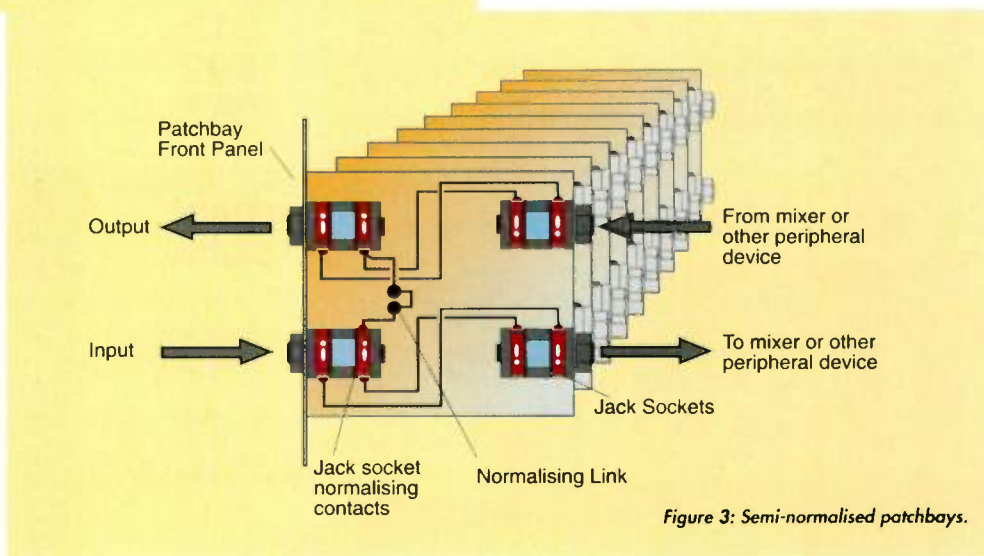 Patchbay
Front Panel
Output
From mixer or
other peripheral
device
Input
To mixer or other
peripheral device
Jack Sockets
Jack socket
normalising
contacts
Normalising Link
Figure 3: Semi-normalised patchbays.